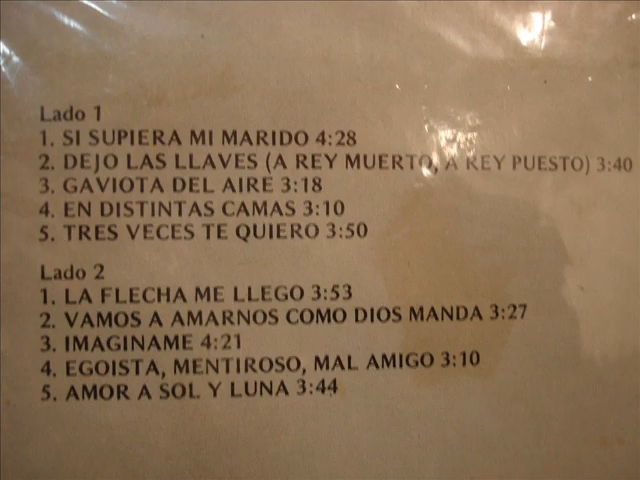 Lado 1
1. SI SUPIERA MI MARIDO 4:28
2. DEJO LAS LLAVES (A REY MUERTO, A REY PUESTO) 3:40
3. GAVIOTA DEL AIRE 3:18
4. EN DISTINTAS CAMAS 3:10
5. TRES VECES TE QUIERO 3:50
Lado 2
1. LA FLECHA ME LLEGO 3:53
2. VAMOS A AMARNOS COMO DIOS MANDA 3:27
3. IMAGINAME 4:21
4. EGOISTA, MENTIROSO, MAL AMIGO 3:10
5. AMOR A SOL Y LUNA 3:44